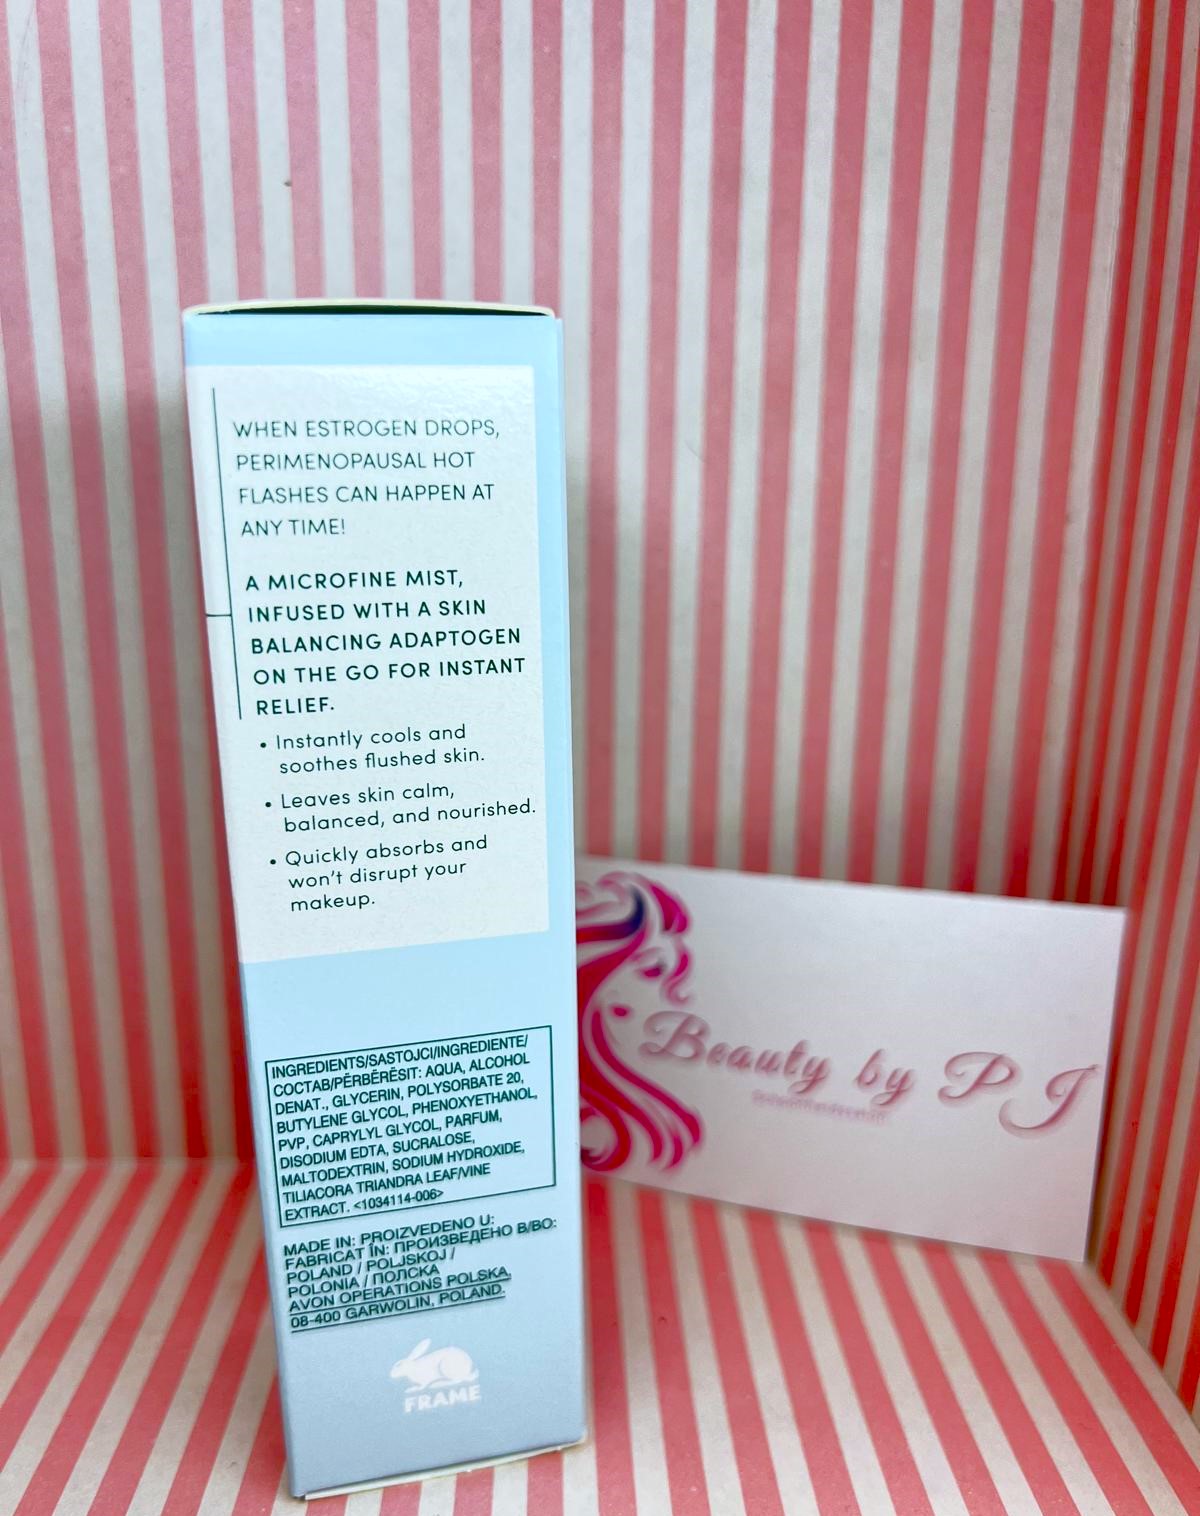 WHEN ESTROGEN DROPS,
PERIMENOPAUSAL HOT
FLASHES CAN HAPPEN AT
ANY TIME!
A MICROFINE MIST,
INFUSED WITH A SKIN
BALANCING ADAPTOGEN
ON THE GO FOR INSTANT
RELIEF.
• Instantly cools and
soothes flushed skin.
• Leaves skin calm,
balanced, and nourished.
• Quickly absorbs and
won't disrupt your
makeup.
INGREDIENTS/SASTOJCI/INGREDIENTE/
СОСТАВ/PËRBËRËSIT: AQUA, ALCOHOL
DENAT., GLYCERIN, POLYSORBATE 20,
BUTYLENE GLYCOL, PHENOXYETHANOL,
PVP, CAPRYLYL GLYCOL, PARFUM,
DISODIUM EDTA, SUCRALOSE,
MALTODEXTRIN, SODIUM HYDROXIDE,
TILIACORA TRIANDRA LEAF/VINE
EXTRACT. <1034114-006>
MADE IN: PROIZVEDENO U:
FABRICAT ÎN: ПРОИЗВЕДЕНО В/ВО:
POLAND / POLJSKOJ /
POLONIA / ПОЛСКА
AVON OPERATIONS POLSKA,
08-400 GARWOLIN, POLAND.
FRAME
Beauty by PJ